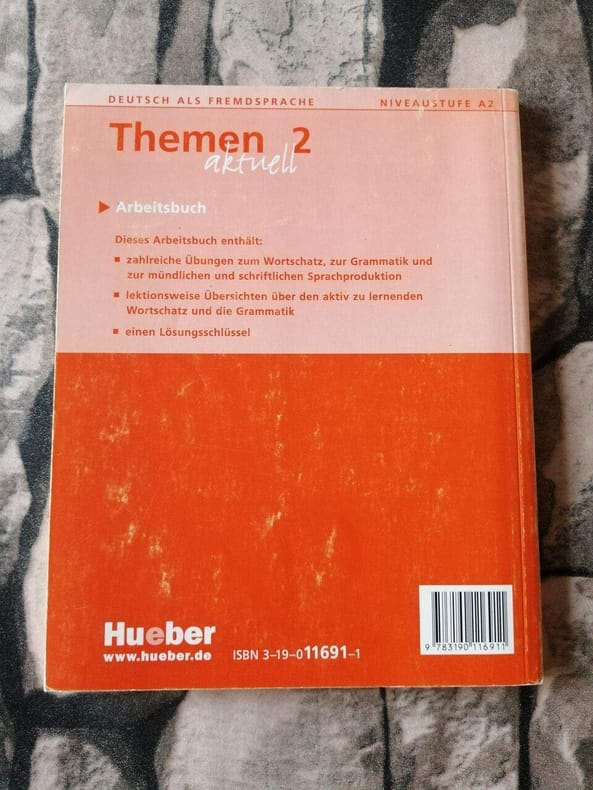 DEUTSCH ALS FREMDSPRACHE NIVEAUSTUFE A2
Themen 2
aktuell
Arbeitsbuch
Dieses Arbeitsbuch enthält:
zahlreiche Übungen zum Wortschatz, zur Grammatik und
zur mündlichen und schriftlichen Sprachproduktion
lektionsweise Übersichten über den aktiv zu lernenden
Wortschatz und die Grammatik
einen Lösungsschlüssel
Hueber
www.hueber.de
ISBN 3–19–011691–1
9 783190 116911